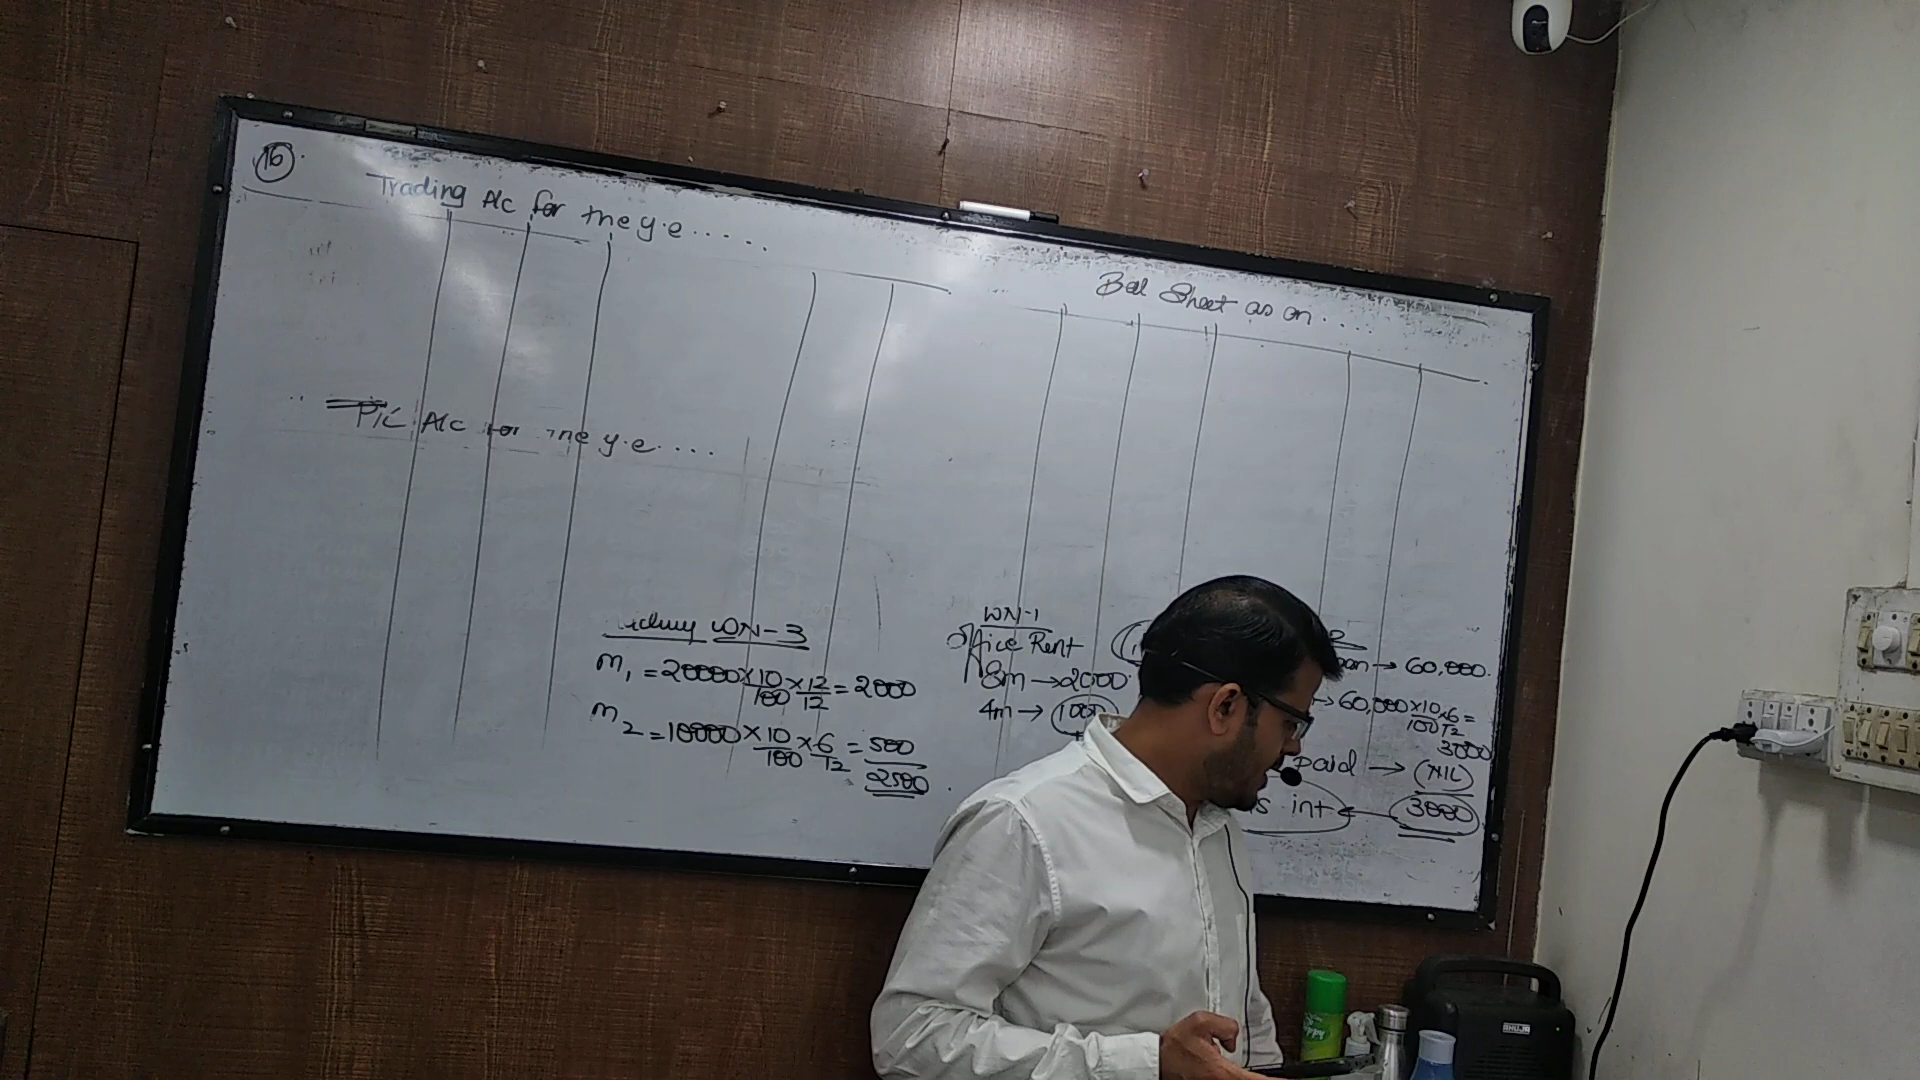 16
Trading A/c for the y.e.....
Bal Sheet as on.....
P/L A/c for the y.e....
WN-3
M1 = 20000 × 10/100 × 12/12 = 2000
M2 = 10000 × 10/100 × 6/12 = 500
2500
WN-1
Office Rent
8m → 2000
4m → 1000
2
→ 60,000
→ 60,000 × 10/100 × 6/12 =
3000
paid → (NIL)
int ← 3000
AHUJA